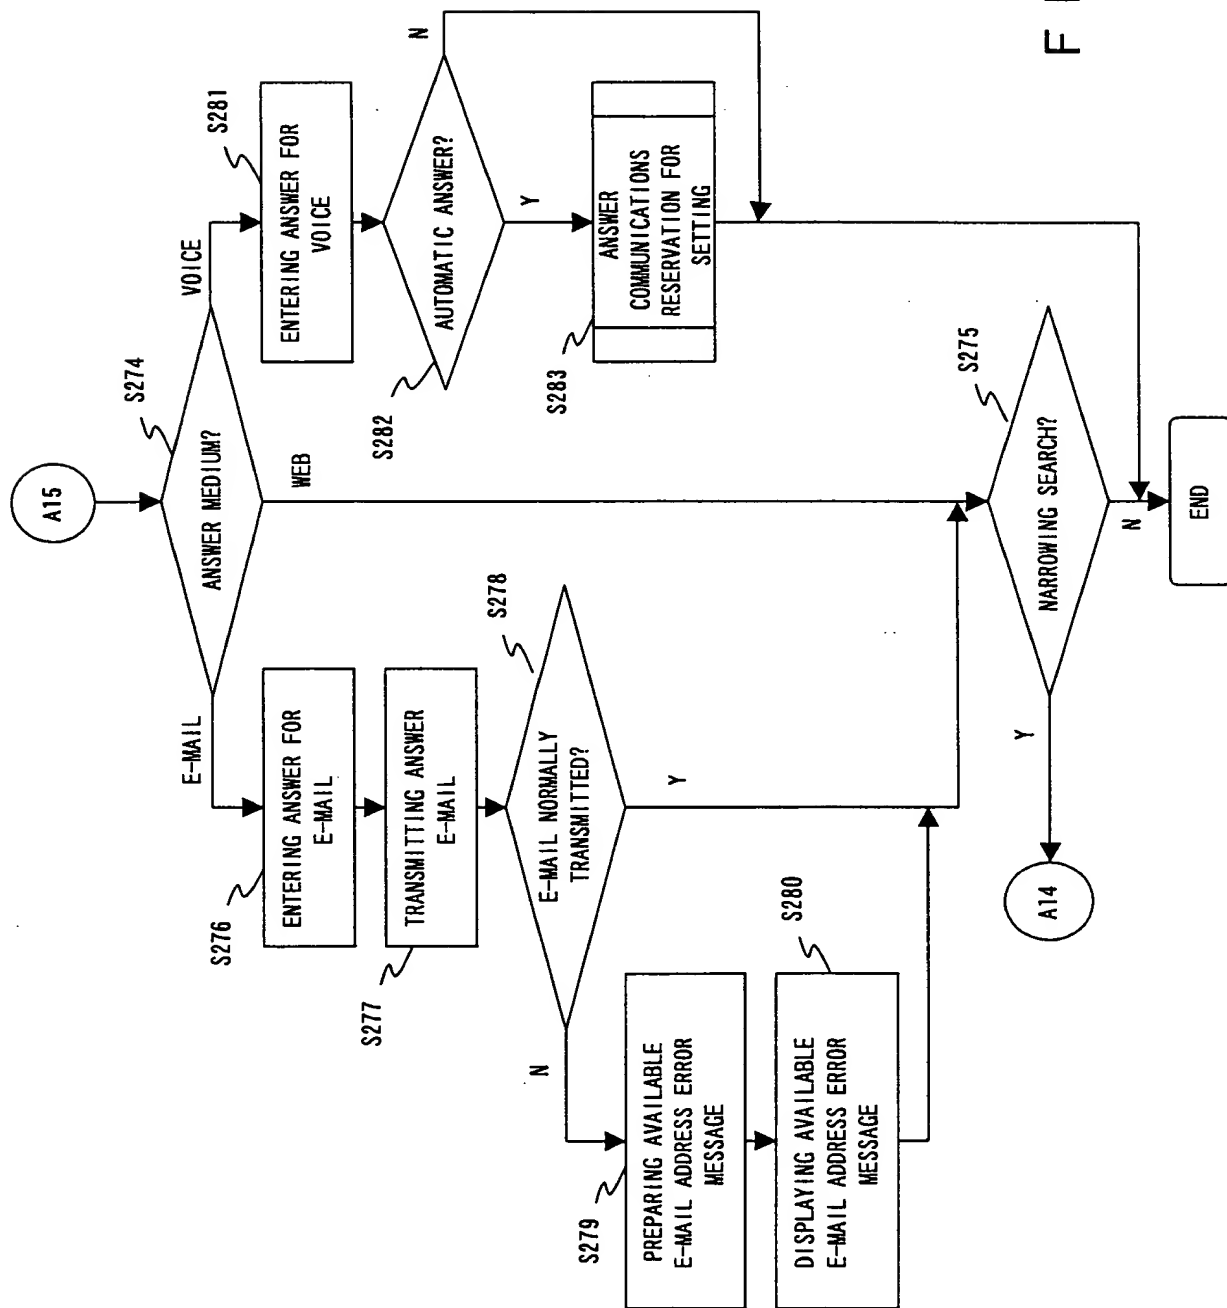 A15
ANSWER MEDIUM?
S274
E-MAIL
WEB
VOICE
S276
ENTERING ANSWER FOR
E-MAIL
S277
TRANSMITTING ANSWER
E-MAIL
S278
E-MAIL NORMALLY
TRANSMITTED?
N
Y
S279
PREPARING AVAILABLE
E-MAIL ADDRESS ERROR
MESSAGE
DISPLAYING AVAILABLE
E-MAIL ADDRESS ERROR
MESSAGE
S280
S281
ENTERING ANSWER FOR
VOICE
S282
AUTOMATIC ANSWER?
N
Y
S283
ANSWER
COMMUNICATIONS
RESERVATION FOR
SETTING
S275
NARROWING SEARCH?
Y
N
A14
END
F